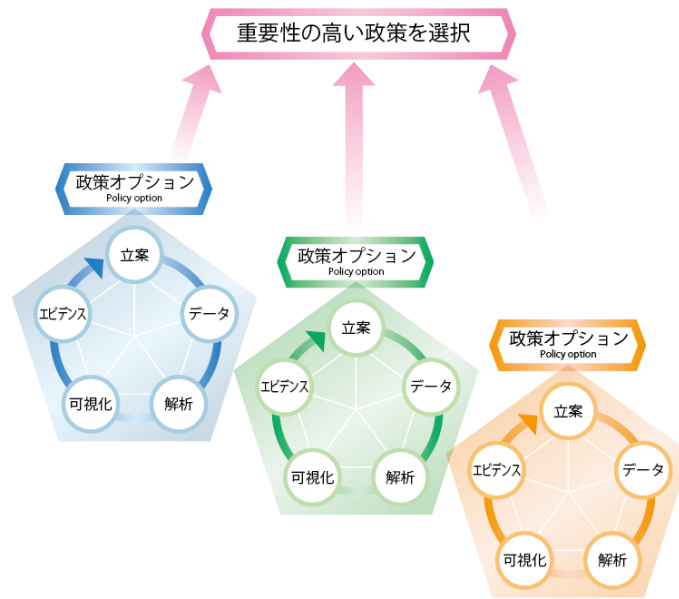 重要性の高い政策を選択
政策オプション
Policy option
立案
エビデンス
データ
可視化
解析
政策オプション
Policy option
立案
エビデンス
データ
可視化
解析
政策オプション
Policy option
立案
エビデンス
データ
可視化
解析